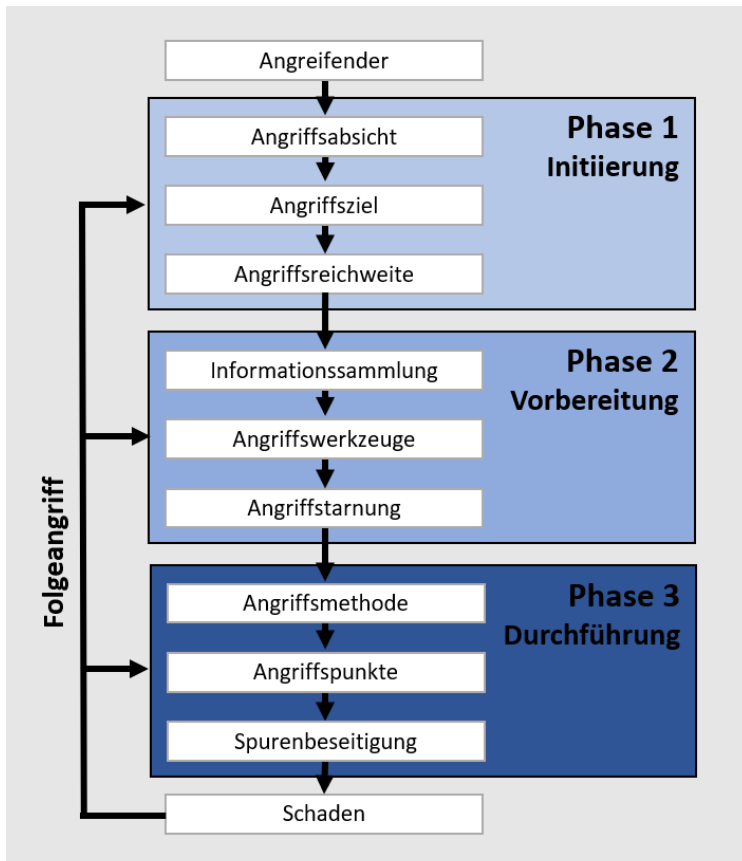 Angreifender
Phase 1
Initiierung
Angriffsabsicht
Angriffsziel
Angriffsreichweite
Phase 2
Vorbereitung
Informationssammlung
Angriffswerkzeuge
Angriffstarnung
Phase 3
Durchführung
Angriffsmethode
Angriffspunkte
Spurenbeseitigung
Schaden
Folgeangriff